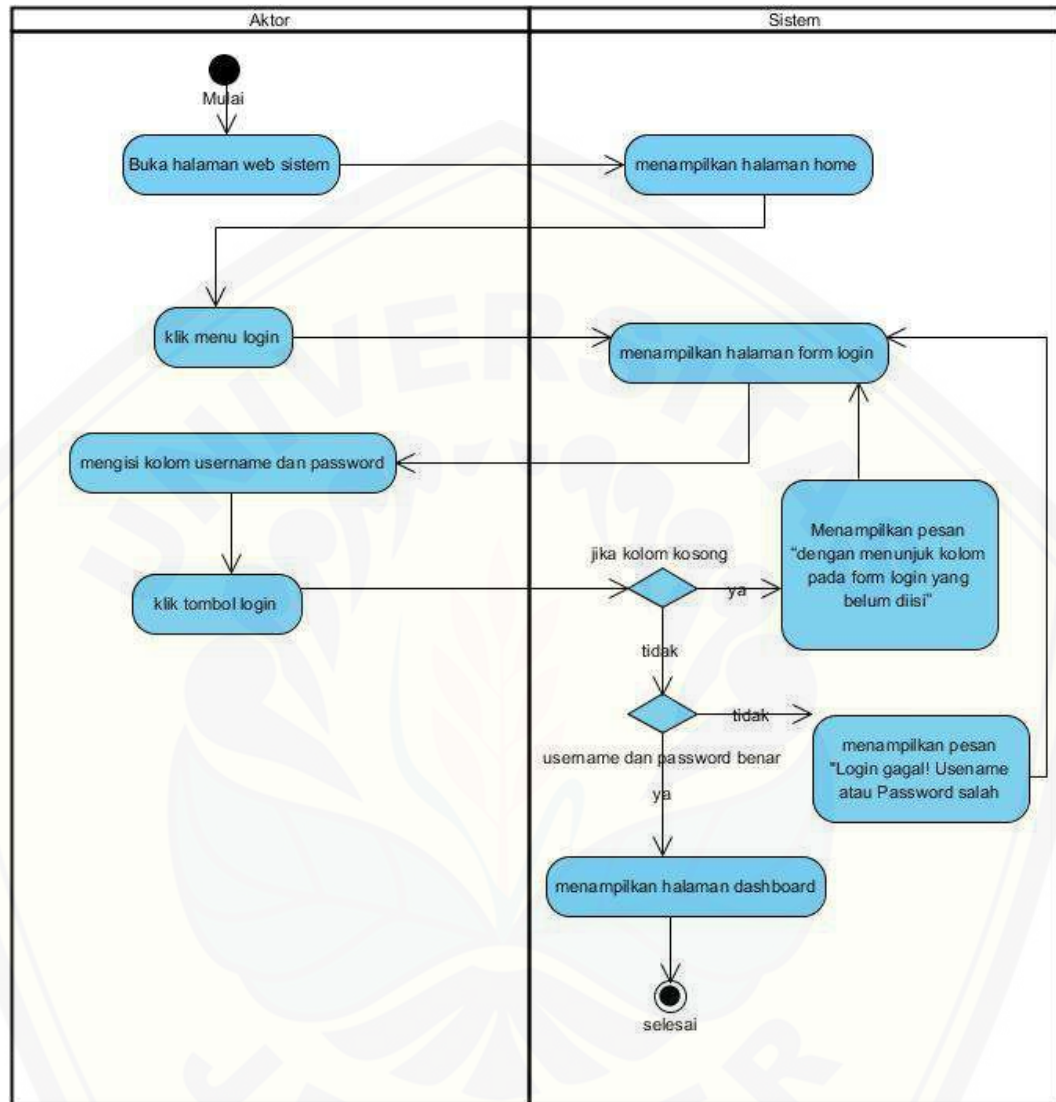 Aktor
Sistem
Mulai
Buka halaman web sistem
menampilkan halaman home
klik menu login
menampilkan halaman form login
mengisi kolom username dan password
Menampilkan pesan
“dengan menunjuk kolom
pada form login yang
belum diisi”
jika kolom kosong
ya
klik tombol login
tidak
tidak
menampilkan pesan
"Login gagal! Usename
atau Password salah
username dan password benar
ya
menampilkan halaman dashboard
selesai
UNIVERSITA